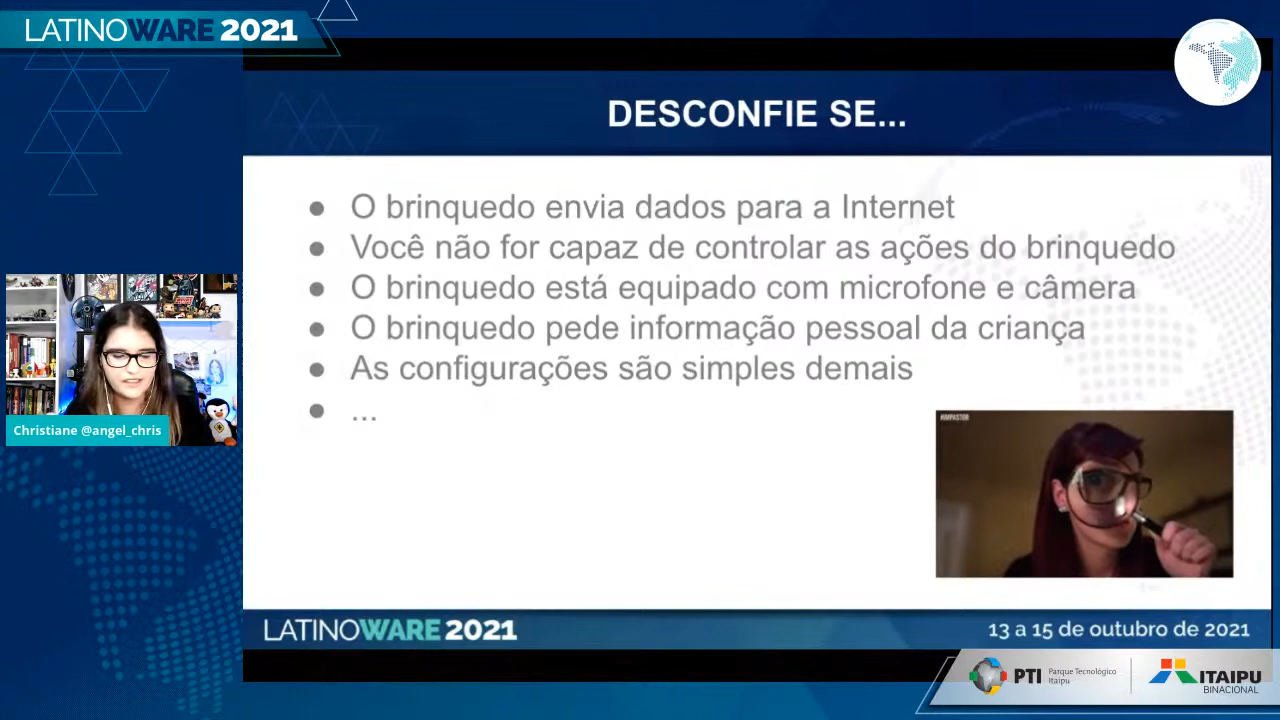 LATINOWARE 2021
DESCONFIE SE...
● O brinquedo envia dados para a Internet
● Você não for capaz de controlar as ações do brinquedo
● O brinquedo está equipado com microfone e câmera
● O brinquedo pede informação pessoal da criança
● As configurações são simples demais
● ...
Christiane @angel_chris
#IMPASTOR
LATINOWARE 2021
13 a 15 de outubro de 2021
PTI Parque Tecnológico
Itaipu
ITAIPU
BINACIONAL